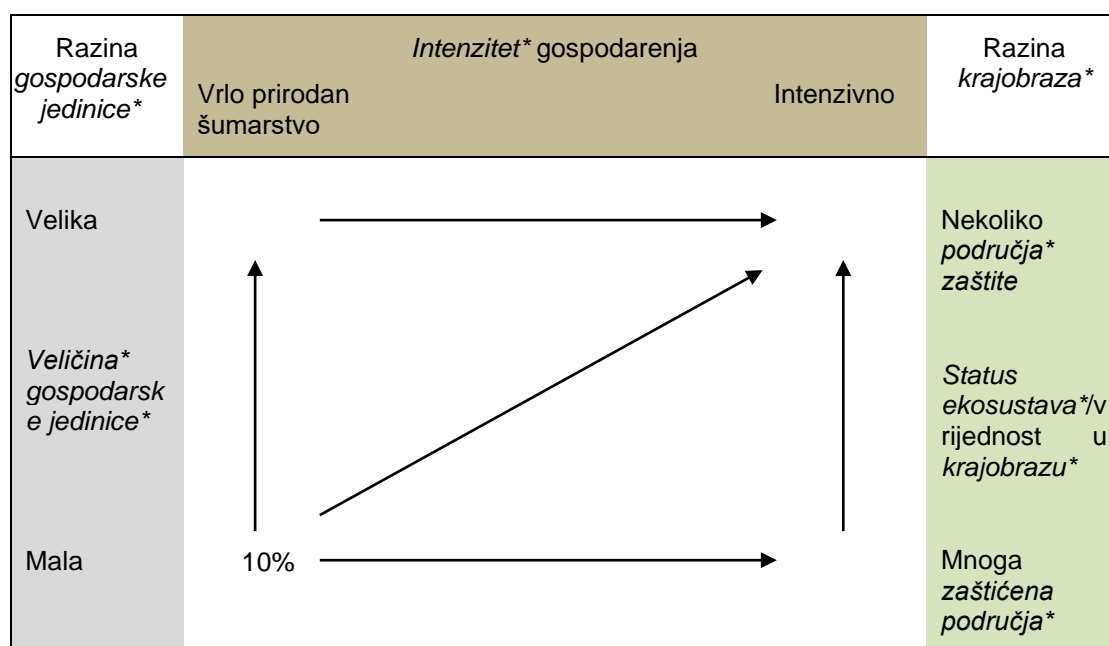 Razina
gospodarske
jedinice*
Intenzitet* gospodarenja
Vrlo prirodan
šumarstvo
Intenzivno
Razina
krajobraza*
Velika
Nekoliko
područja*
zaštite
Veličina*
gospodarsk
e jedinice*
Status
ekosustava*/v
rijednost u
krajobrazu*
Mala
10%
Mnoga
zaštićena
područja*